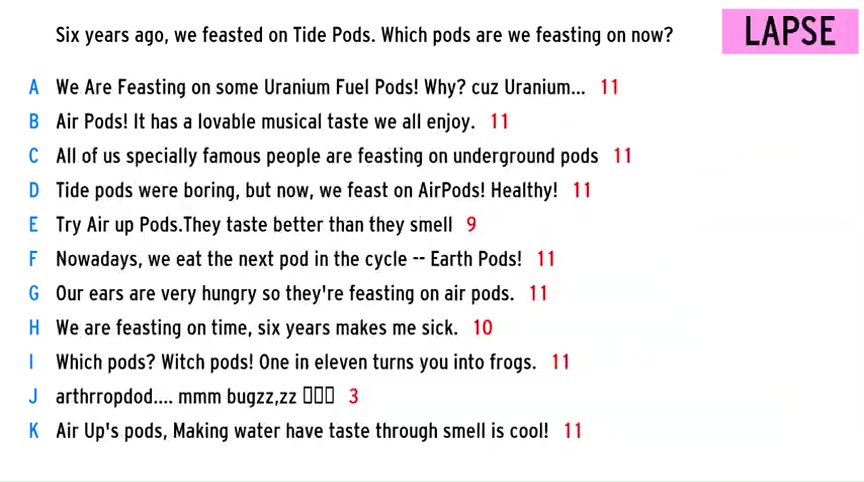 Six years ago, we feasted on Tide Pods. Which pods are we feasting on now?
LAPSE
A We Are Feasting on some Uranium Fuel Pods! Why? cuz Uranium... 11
B Air Pods! It has a lovable musical taste we all enjoy. 11
C All of us specially famous people are feasting on underground pods 11
D Tide pods were boring, but now, we feast on AirPods! Healthy! 11
E Try Air up Pods.They taste better than they smell 9
F Nowadays, we eat the next pod in the cycle -- Earth Pods! 11
G Our ears are very hungry so they're feasting on air pods. 11
H We are feasting on time, six years makes me sick. 10
I Which pods? Witch pods! One in eleven turns you into frogs. 11
J arthrropdod.... mmm bugzz,zz ▯▯▯ 3
K Air Up's pods, Making water have taste through smell is cool! 11